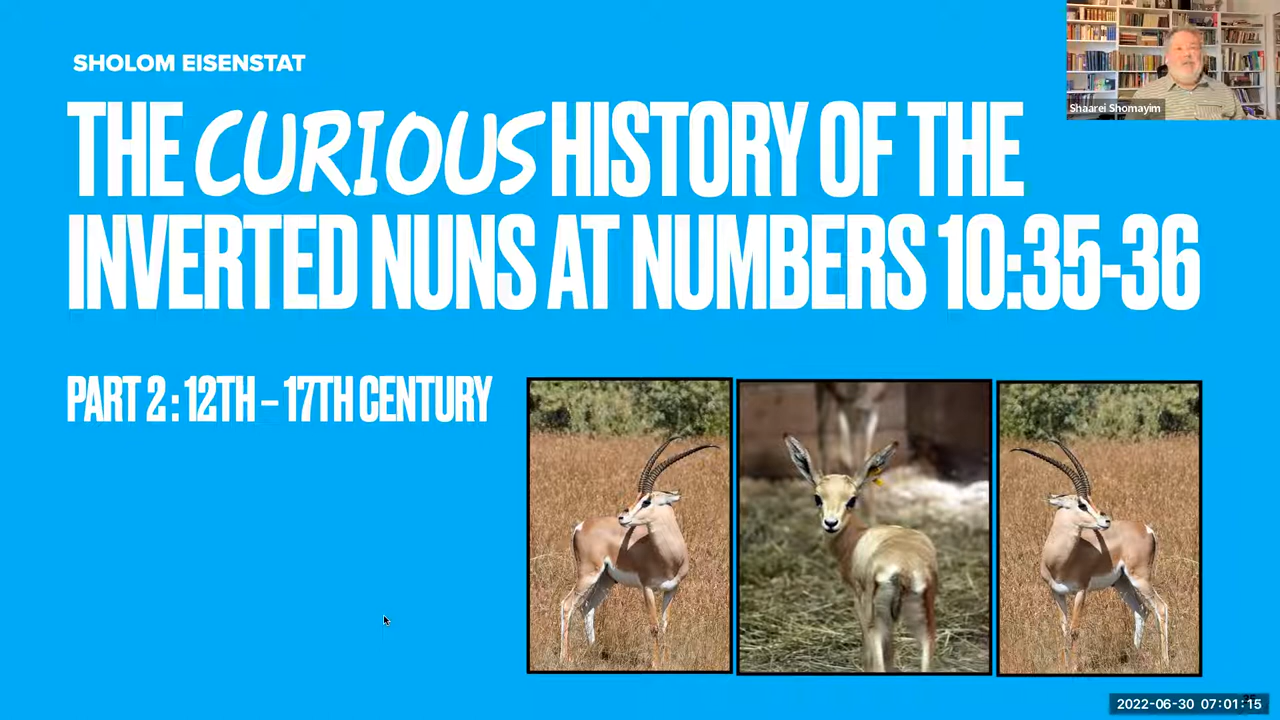 SHOLOM EISENSTAT
THE CURIOUS HISTORY OF THE
INVERTED NUNS AT NUMBERS 10:35-36
PART 2 : 12TH – 17TH CENTURY
Shaarei Shomayim
2022-06-30 07:01:15